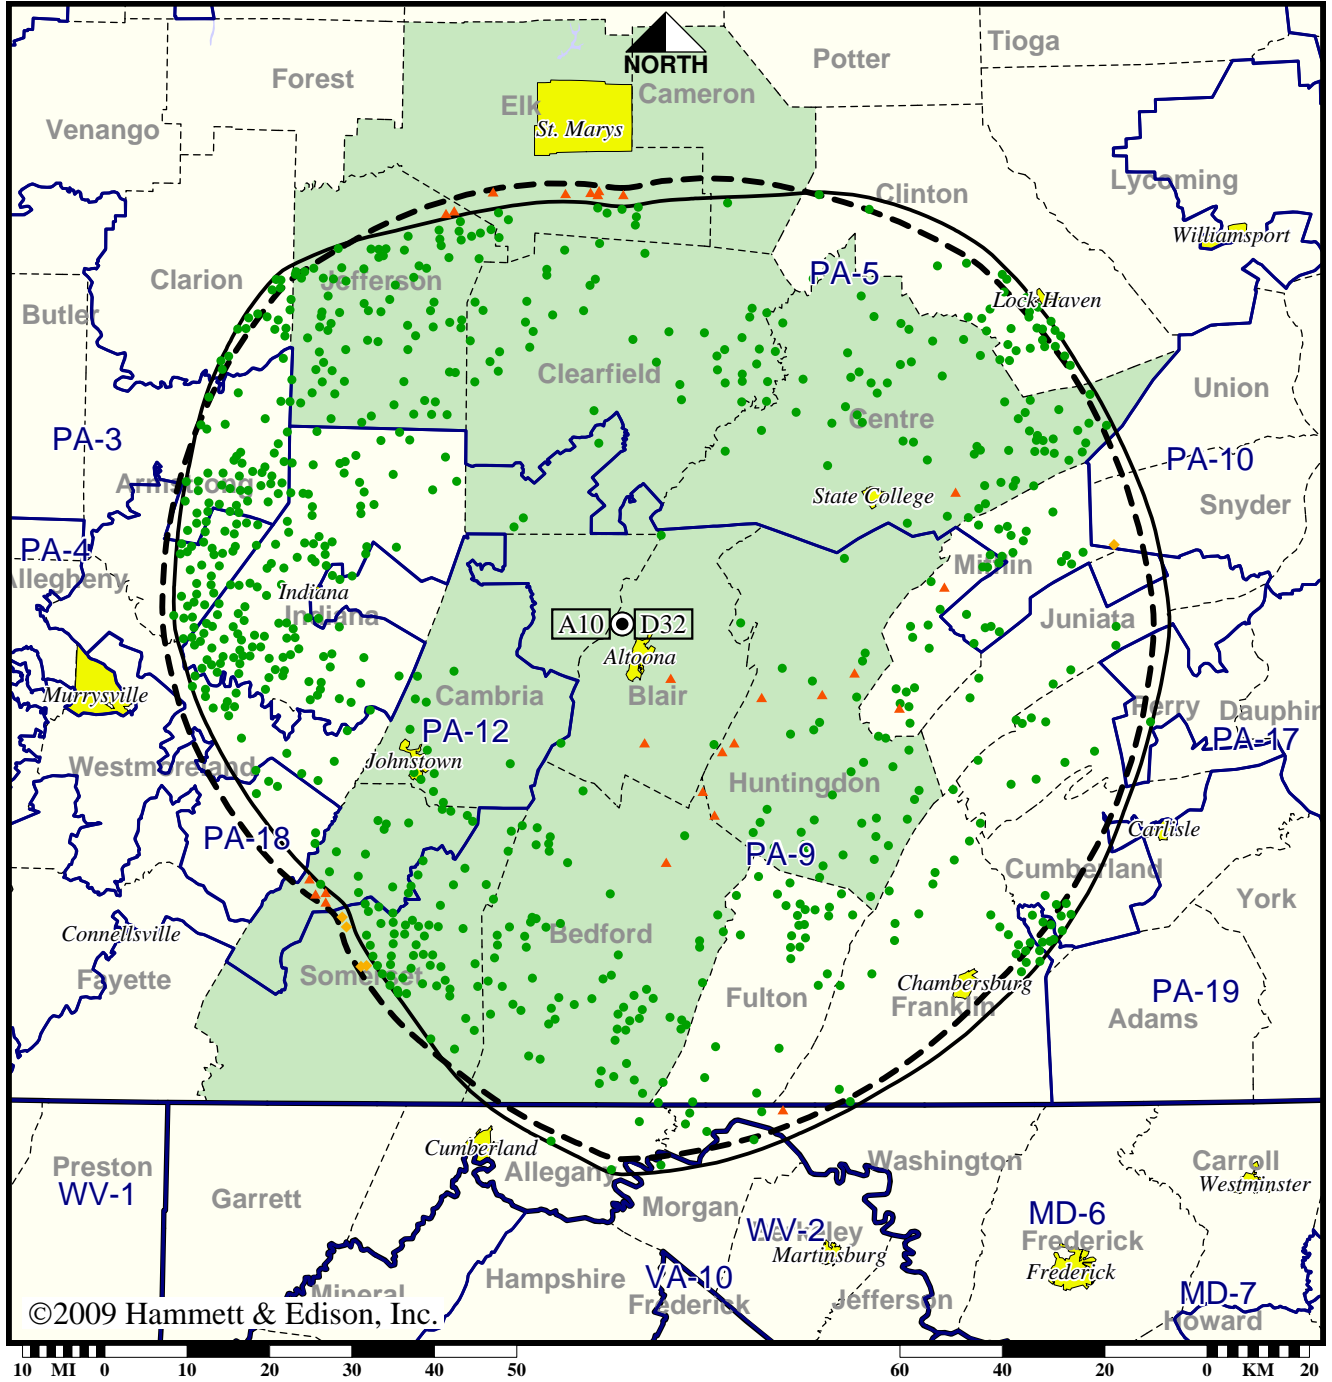 Tioga
Potter
Forest
NORTH
Cameron
Elk
St. Marys
Venango
Lycoming
Clinton
Williamsport
PA-5
Clarion
Jefferson
Lock Haven
Butler
Clearfield
Union
Centre
PA-3
PA-10
Armstrong
State College
Snyder
PA-4
Allegheny
Mifflin
Indiana
Indiana
Juniata
A10 D32
Altoona
Murrysville
Cambria
Blair
Perry
Dauphin
PA-12
PA-17
Johnstown
Westmoreland
Huntingdon
PA-18
Carlisle
PA-9
Cumberland
York
Connellsville
Bedford
Fayette
Somerset
Chambersburg
Fulton
Franklin
PA-19
Adams
Cumberland
Preston
Allegany
Washington
Carroll
WV-1
Westminster
Garrett
Morgan
MD-6
WV-2
Berkeley
Frederick
Martinsburg
Frederick
Hampshire
VA-10
Mineral
Frederick
Jefferson
MD-7
Howard
©2009 Hammett & Edison, Inc.
10 MI 0 10 20 30 40 50 60 40 20 0 KM 20